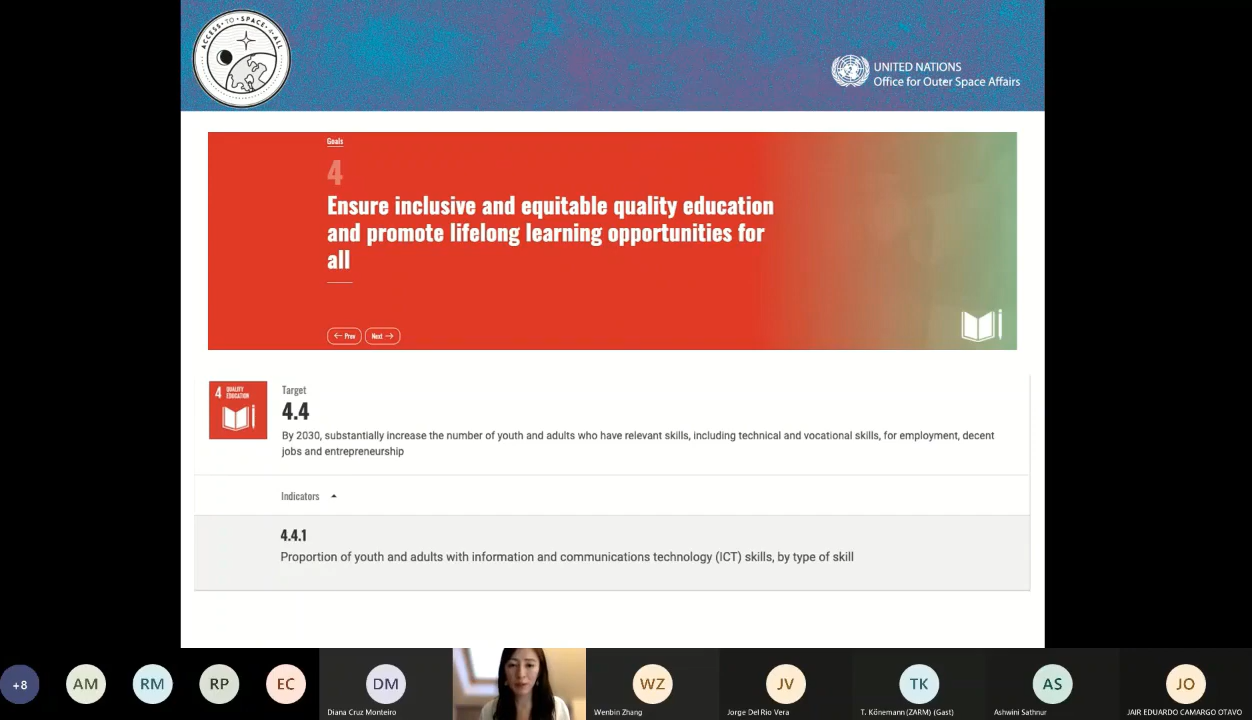 ACCESS • TO • SPACE 4 ALL
UNITED NATIONS
Office for Outer Space Affairs
Goals
4
Ensure inclusive and equitable quality education
and promote lifelong learning opportunities for
all
← Prev
Next →
4 QUALITY
EDUCATION
Target
4.4
By 2030, substantially increase the number of youth and adults who have relevant skills, including technical and vocational skills, for employment, decent
jobs and entrepreneurship
Indicators
4.4.1
Proportion of youth and adults with information and communications technology (ICT) skills, by type of skill
+8
AM
RM
RP
EC
DM
Diana Cruz Monteiro
WZ
Wenbin Zhang
JV
Jorge Del Rio Vera
TK
T. Könemann (ZARM) (Gast)
AS
Ashwini Sathnur
JO
JAIR EDUARDO CAMARGO OTAVO